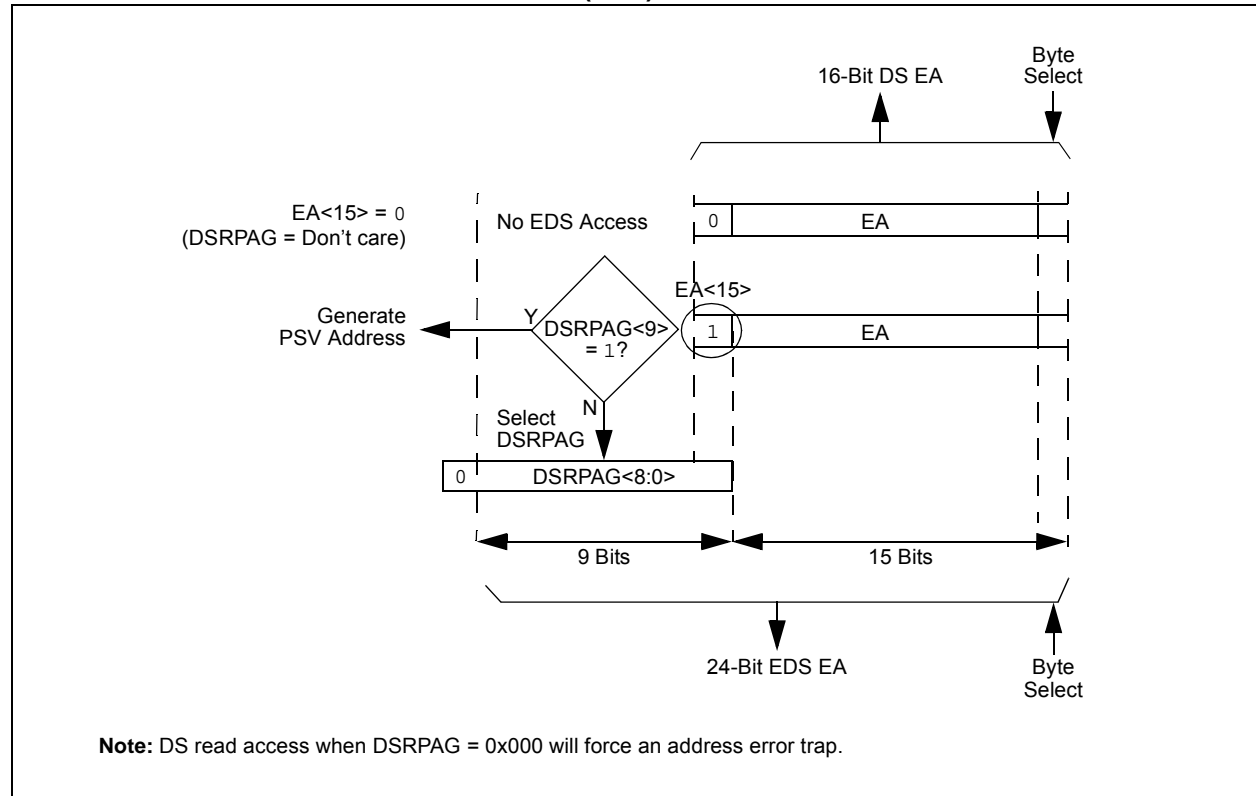 16-Bit DS EA
Byte
Select
EA<15> = 0
(DSRPAG = Don't care)
No EDS Access
0
EA
EA<15>
Generate
PSV Address
Y
DSRPAG<9>
= 1?
1
EA
N
Select
DSRPAG
0
DSRPAG<8:0>
9 Bits
15 Bits
24-Bit EDS EA
Byte
Select
Note: DS read access when DSRPAG = 0x000 will force an address error trap.